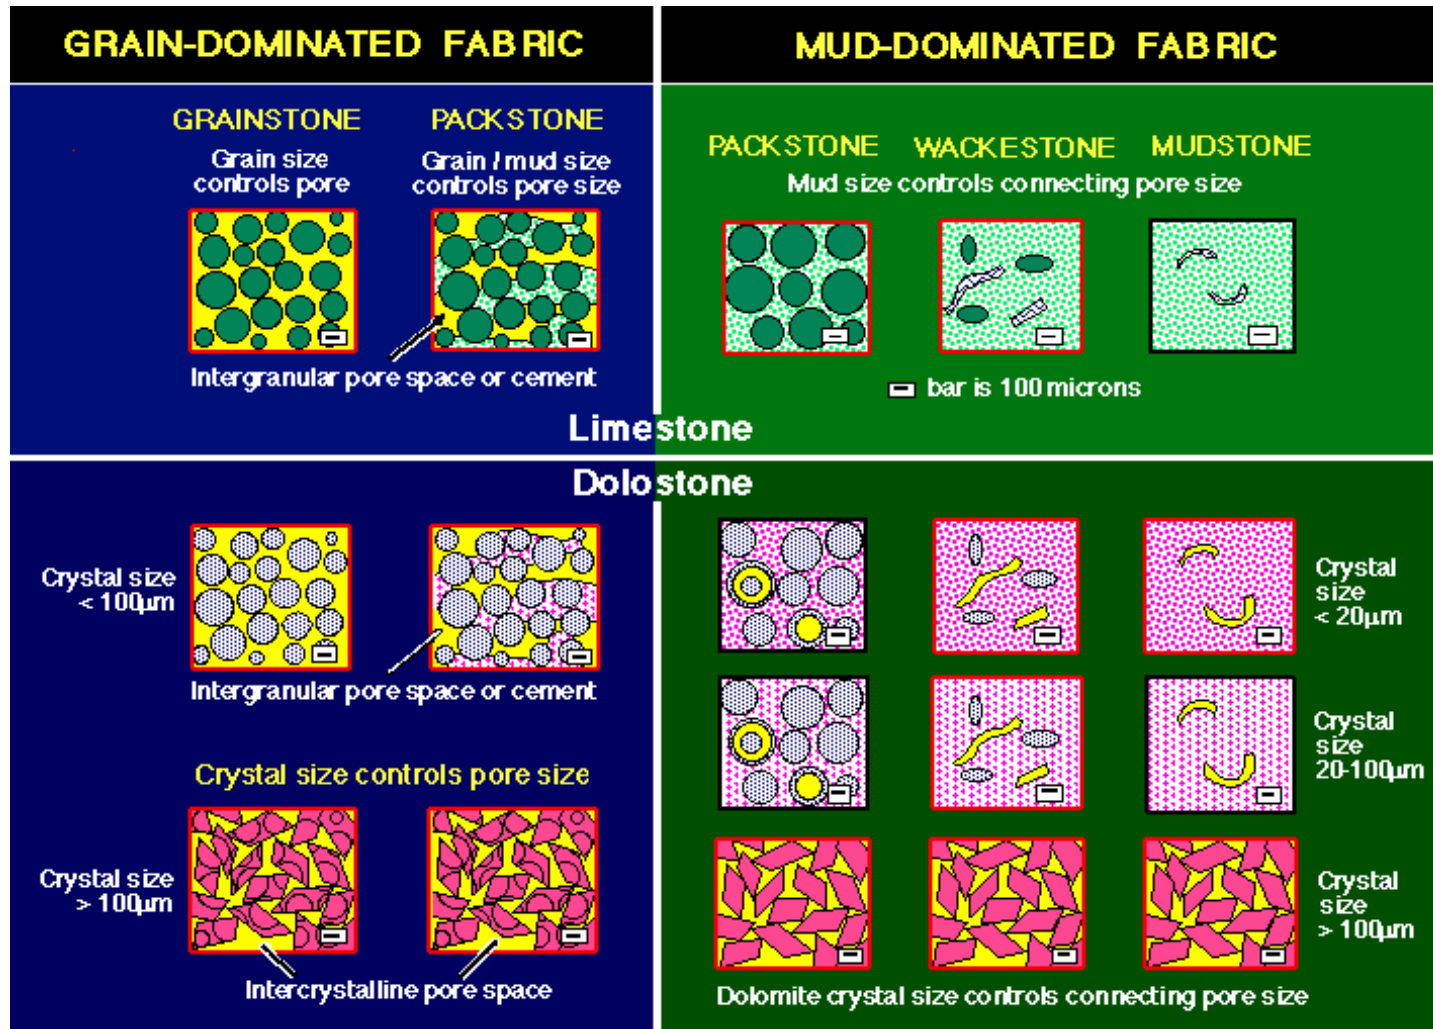 GRAIN-DOMINATED FABRIC
MUD-DOMINATED FABRIC
GRAINSTONE
Grain size
controls pore
PACKSTONE
Grain / mud size
controls pore size
Intergranular pore space or cement
PACKSTONE
WACKESTONE
MUDSTONE
Mud size controls connecting pore size
bar is 100 microns
Limestone
Dolostone
Crystal size
< 100µm
Intergranular pore space or cement
Crystal size controls pore size
Crystal size
> 100µm
Intercrystalline pore space
Crystal
size
< 20µm
Crystal
size
20-100µm
Crystal
size
> 100µm
Dolomite crystal size controls connecting pore size